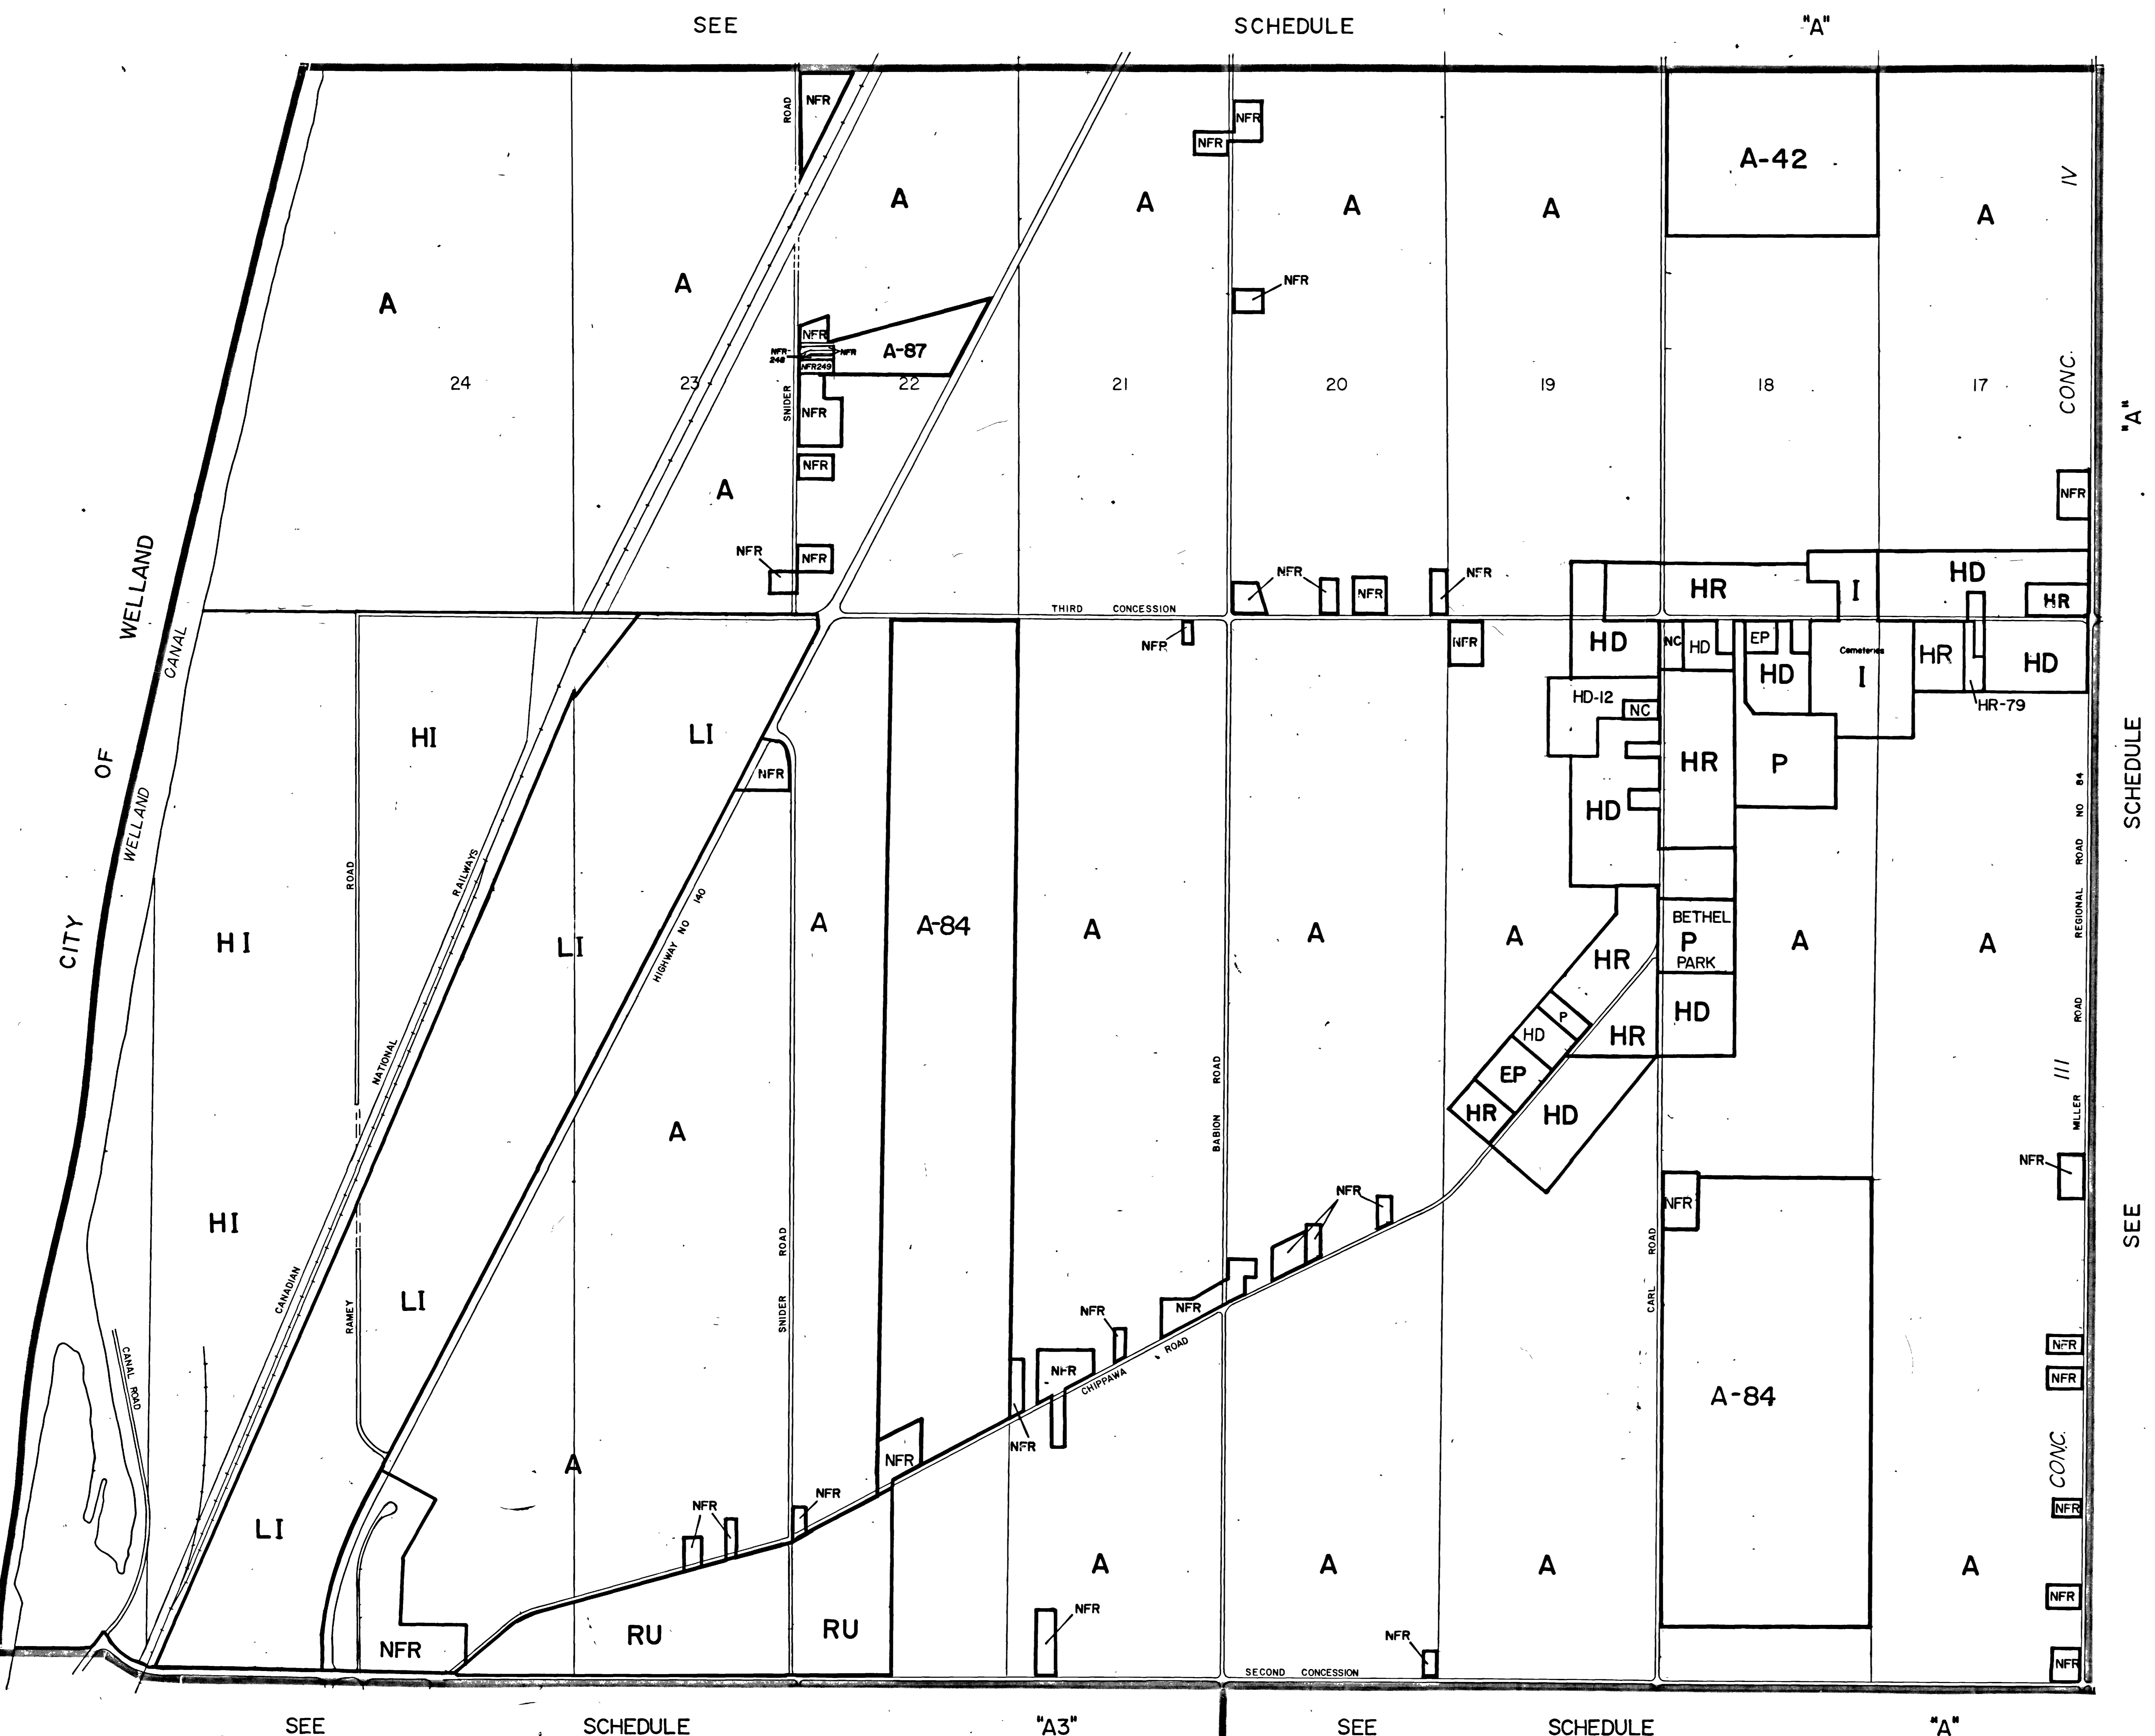 SEE SCHEDULE "A"
ROAD NFR
NFR
NFR
A-42
IV
A A A A A
A A
NFR
NFR
NFR-248 NFR A-87
NFR249
24 23 22 21 20 19 18 17
SNIDER
NFR
CONC.
"A"
NFR
A
NFR
NFR NFR
NFR NFR NFR
HR I HD
HR
THIRD CONCESSION
CITY OF WELLAND
WELLAND CANAL
NFR
NFR
HD NC HD EP HD Cemeteries I HR HD
HD-12
NC
HR-79
HI LI
NFR
HR P
HD
SCHEDULE
ROAD
RAILWAYS
HIGHWAY NO 140
HI LI A A-84 A A A
BETHEL
P
PARK
A A
HR
HD
P
HD
HR
EP
HR
HD
NATIONAL
BABION ROAD
MILLER ROAD REGIONAL ROAD NO 84
III
A
NFR
NFR
NFR
HI
SEE
CANADIAN
RAMEY
LI
SNIDER ROAD
CARL ROAD
NFR
NFR
NFR
NFR
NFR
CHIPPAWA ROAD
CANAL ROAD
A-84
NFR
NFR
A
CONC.
NFR
NFR
NFR
LI
A A A A
NFR
NFR
NFR
RU RU
NFR
NFR
NFR
SECOND CONCESSION
SEE SCHEDULE "A3" SEE SCHEDULE "A"